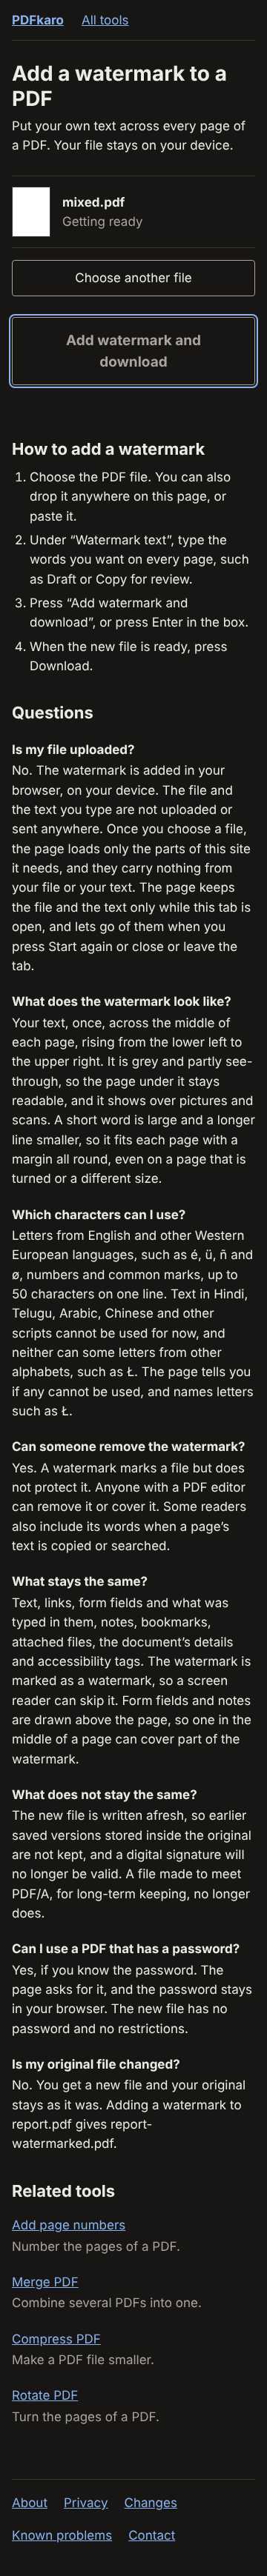 PDFkaro All tools
Add a watermark to a
PDF
Put your own text across every page of
a PDF. Your file stays on your device.
mixed.pdf
Getting ready
Choose another file
Add watermark and
download
How to add a watermark
1. Choose the PDF file. You can also
drop it anywhere on this page, or
paste it.
2. Under “Watermark text”, type the
words you want on every page, such
as Draft or Copy for review.
3. Press “Add watermark and
download”, or press Enter in the box.
4. When the new file is ready, press
Download.
Questions
Is my file uploaded?
No. The watermark is added in your
browser, on your device. The file and
the text you type are not uploaded or
sent anywhere. Once you choose a file,
the page loads only the parts of this site
it needs, and they carry nothing from
your file or your text. The page keeps
the file and the text only while this tab is
open, and lets go of them when you
press Start again or close or leave the
tab.
What does the watermark look like?
Your text, once, across the middle of
each page, rising from the lower left to
the upper right. It is grey and partly see-
through, so the page under it stays
readable, and it shows over pictures and
scans. A short word is large and a longer
line smaller, so it fits each page with a
margin all round, even on a page that is
turned or a different size.
Which characters can I use?
Letters from English and other Western
European languages, such as é, ü, ñ and
ø, numbers and common marks, up to
50 characters on one line. Text in Hindi,
Telugu, Arabic, Chinese and other
scripts cannot be used for now, and
neither can some letters from other
alphabets, such as Ł. The page tells you
if any cannot be used, and names letters
such as Ł.
Can someone remove the watermark?
Yes. A watermark marks a file but does
not protect it. Anyone with a PDF editor
can remove it or cover it. Some readers
also include its words when a page’s
text is copied or searched.
What stays the same?
Text, links, form fields and what was
typed in them, notes, bookmarks,
attached files, the document’s details
and accessibility tags. The watermark is
marked as a watermark, so a screen
reader can skip it. Form fields and notes
are drawn above the page, so one in the
middle of a page can cover part of the
watermark.
What does not stay the same?
The new file is written afresh, so earlier
saved versions stored inside the original
are not kept, and a digital signature will
no longer be valid. A file made to meet
PDF/A, for long-term keeping, no longer
does.
Can I use a PDF that has a password?
Yes, if you know the password. The
page asks for it, and the password stays
in your browser. The new file has no
password and no restrictions.
Is my original file changed?
No. You get a new file and your original
stays as it was. Adding a watermark to
report.pdf gives report-
watermarked.pdf.
Related tools
Add page numbers
Number the pages of a PDF.
Merge PDF
Combine several PDFs into one.
Compress PDF
Make a PDF file smaller.
Rotate PDF
Turn the pages of a PDF.
About Privacy Changes
Known problems Contact